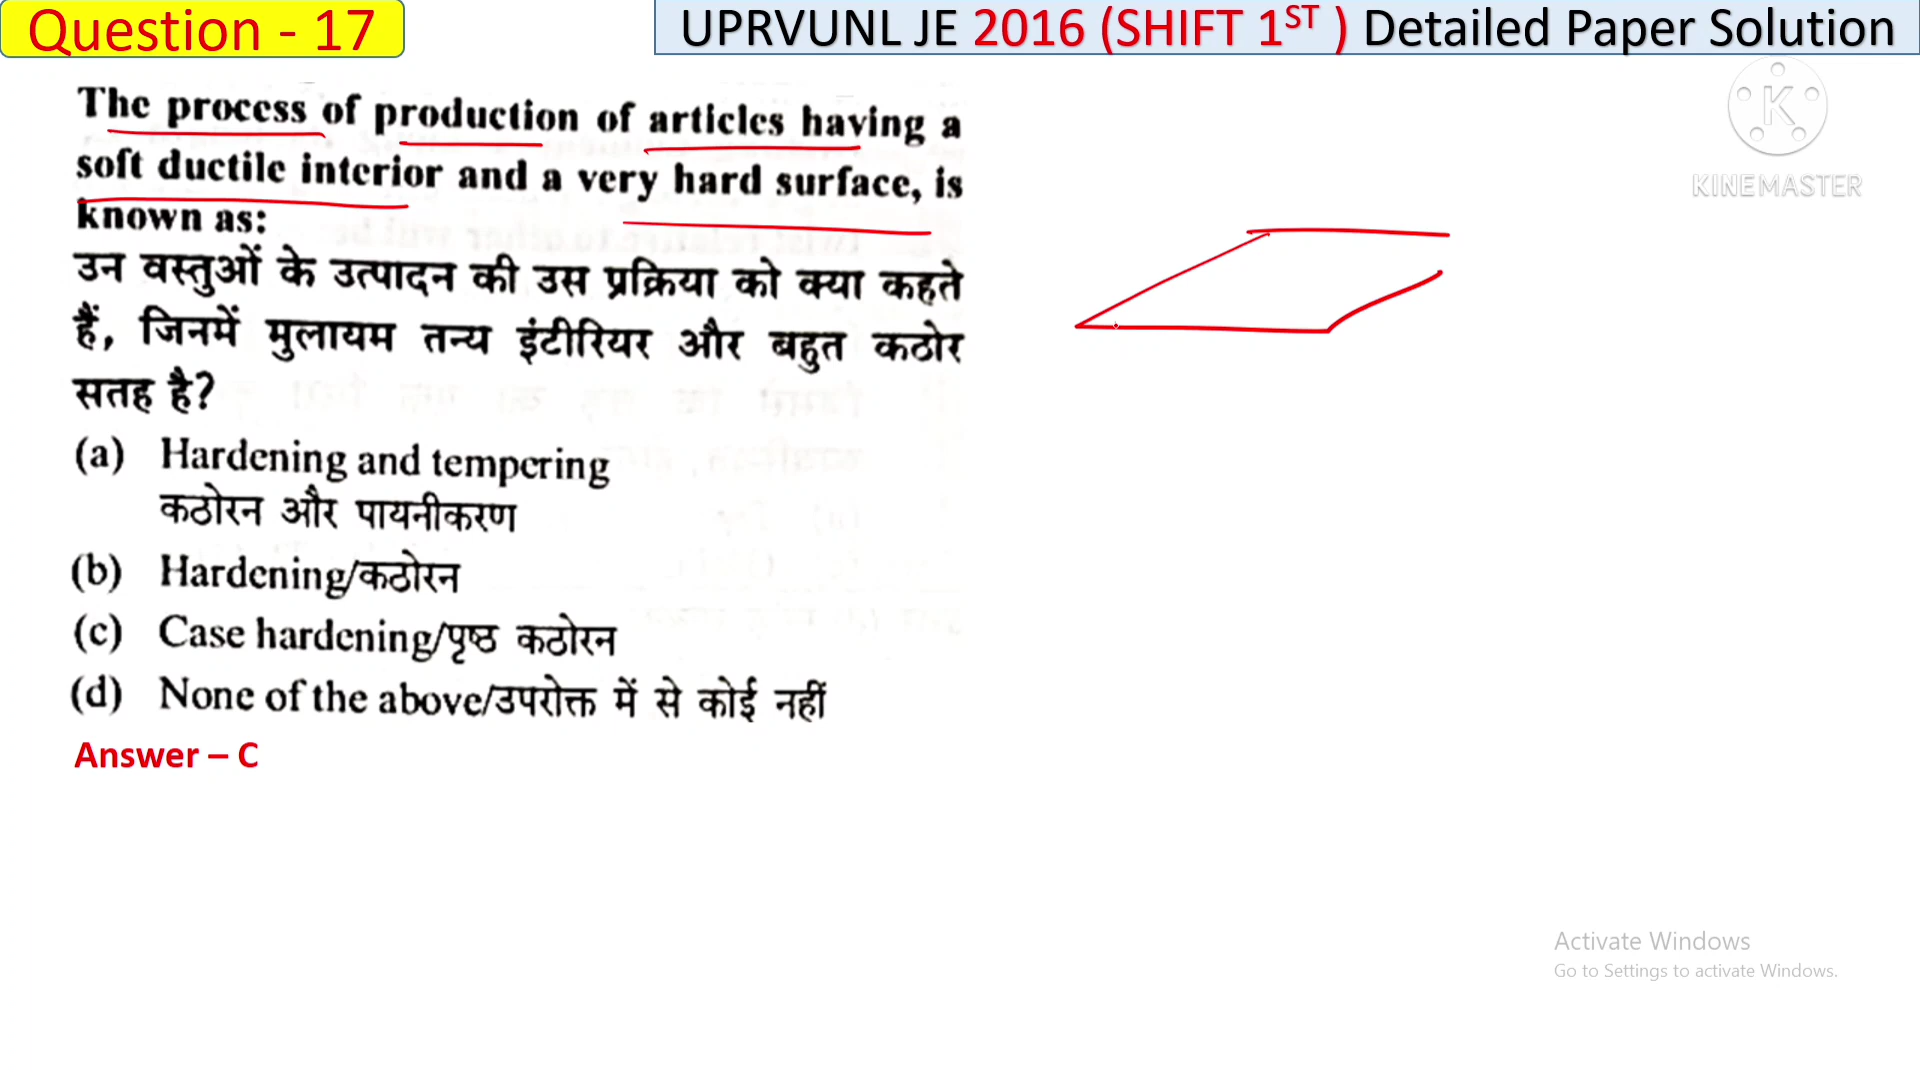 Question - 17
UPRVUNL JE 2016 (SHIFT 1ST ) Detailed Paper Solution
KINEMASTER
The process of production of articles having a
soft ductile interior and a very hard surface, is
known as:
उन वस्तुओं के उत्पादन की उस प्रक्रिया को क्या कहते
हैं, जिनमें मुलायम तन्य इंटीरियर और बहुत कठोर
सतह है?
(a) Hardening and tempering
कठोरन और पायनीकरण
(b) Hardening/कठोरन
(c) Case hardening/पृष्ठ कठोरन
(d) None of the above/उपरोक्त में से कोई नहीं
Answer – C
Activate Windows
Go to Settings to activate Windows.